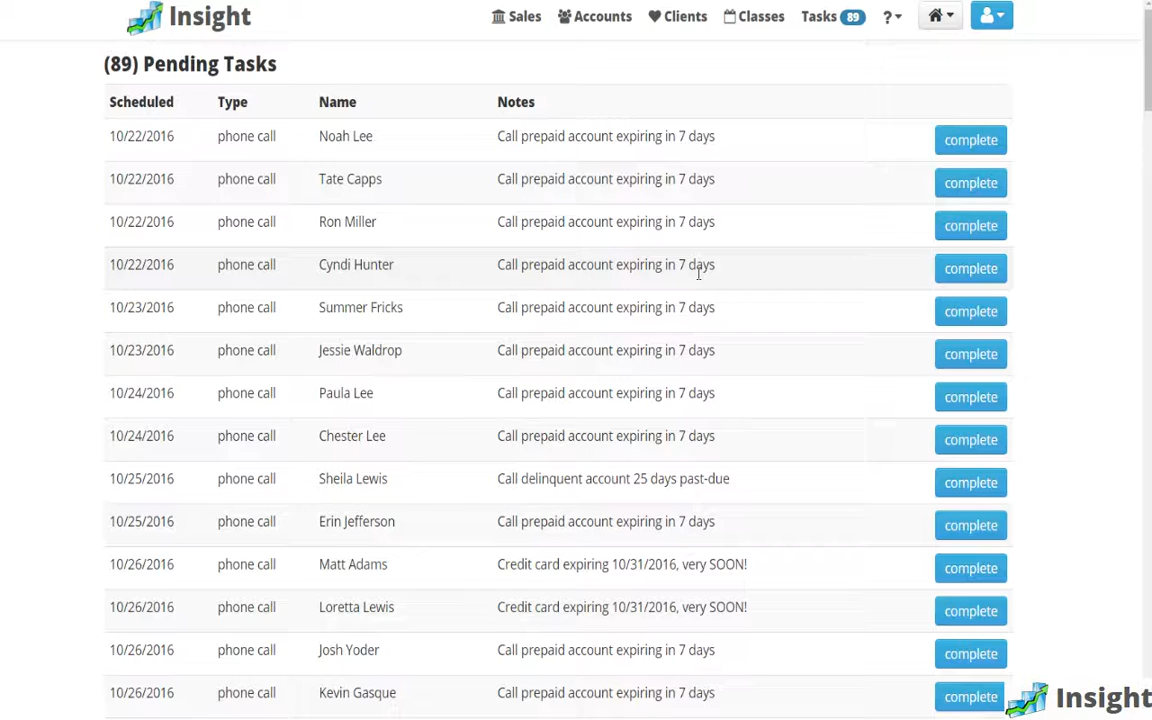 Insight Sales Accounts Clients Classes Tasks 89 ?
(89) Pending Tasks
Scheduled Type Name Notes
10/22/2016 phone call Noah Lee Call prepaid account expiring in 7 days complete
10/22/2016 phone call Tate Capps Call prepaid account expiring in 7 days complete
10/22/2016 phone call Ron Miller Call prepaid account expiring in 7 days complete
10/22/2016 phone call Cyndi Hunter Call prepaid account expiring in 7 days complete
10/23/2016 phone call Summer Fricks Call prepaid account expiring in 7 days complete
10/23/2016 phone call Jessie Waldrop Call prepaid account expiring in 7 days complete
10/24/2016 phone call Paula Lee Call prepaid account expiring in 7 days complete
10/24/2016 phone call Chester Lee Call prepaid account expiring in 7 days complete
10/25/2016 phone call Sheila Lewis Call delinquent account 25 days past-due complete
10/25/2016 phone call Erin Jefferson Call prepaid account expiring in 7 days complete
10/26/2016 phone call Matt Adams Credit card expiring 10/31/2016, very SOON! complete
10/26/2016 phone call Loretta Lewis Credit card expiring 10/31/2016, very SOON! complete
10/26/2016 phone call Josh Yoder Call prepaid account expiring in 7 days complete
10/26/2016 phone call Kevin Gasque Call prepaid account expiring in 7 days complete
Insight